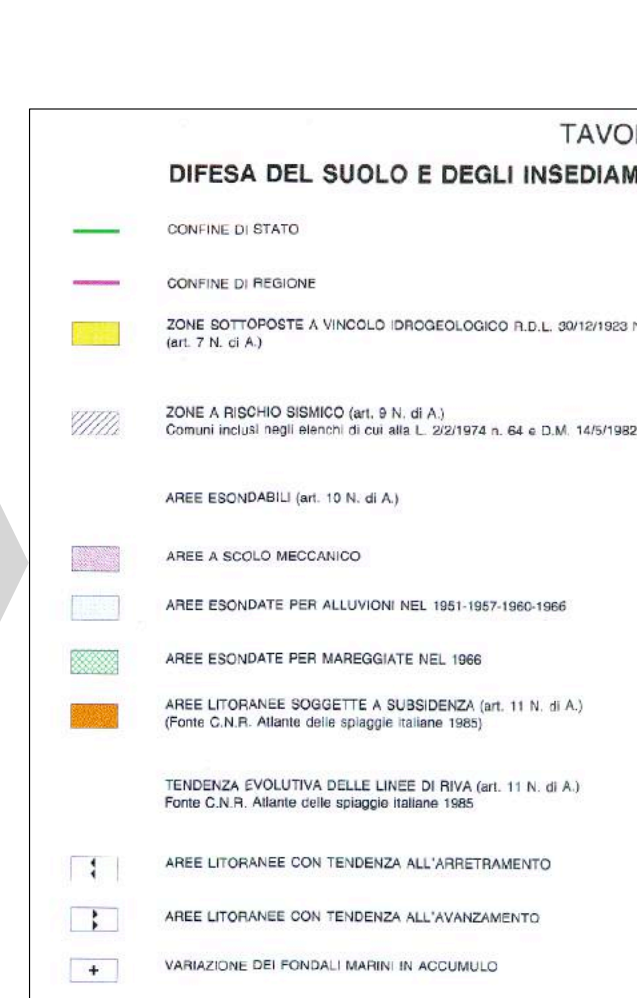 TAVO
DIFESA DEL SUOLO E DEGLI INSEDIAM
CONFINE DI STATO
CONFINE DI REGIONE
ZONE SOTTOPOSTE A VINCOLO IDROGEOLOGICO R.D.L. 30/12/1923 N
(art. 7 N. di A.)
ZONE A RISCHIO SISMICO (art. 9 N. di A.)
Comuni inclusi negli elenchi di cui alla L. 2/2/1974 n. 64 e D.M. 14/5/1982
AREE ESONDABILI (art. 10 N. di A.)
AREE A SCOLO MECCANICO
AREE ESONDATE PER ALLUVIONI NEL 1951-1957-1960-1966
AREE ESONDATE PER MAREGGIATE NEL 1966
AREE LITORANEE SOGGETTE A SUBSIDENZA (art. 11 N. di A.)
(Fonte C.N.R. Atlante delle spiaggie italiane 1985)
TENDENZA EVOLUTIVA DELLE LINEE DI RIVA (art. 11 N. di A.)
Fonte C.N.R. Atlante delle spiaggie italiane 1985
AREE LITORANEE CON TENDENZA ALL'ARRETRAMENTO
AREE LITORANEE CON TENDENZA ALL'AVANZAMENTO
+ VARIAZIONE DEI FONDALI MARINI IN ACCUMULO